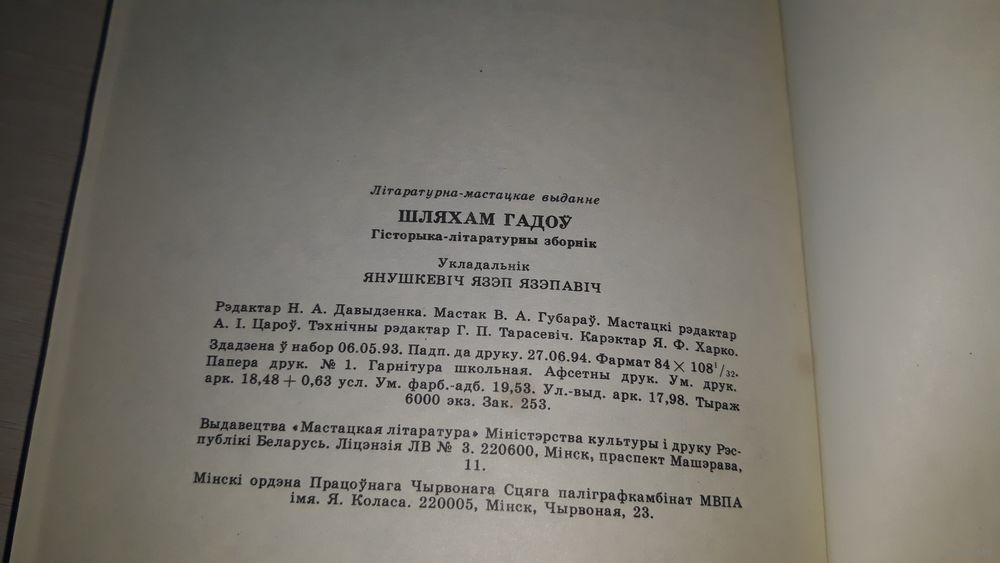 Літаратурна-мастацкае выданне
ШЛЯХАМ ГАДОЎ
Гісторыка-літаратурны зборнік
Укладальнік
ЯНУШКЕВІЧ ЯЗЭП ЯЗЭПАВІЧ
Рэдактар Н. А. Давыдзенка. Мастак В. А. Губараў. Мастацкі рэдактар
А. І. Цароў. Тэхнічны рэдактар Г. П. Тарасевіч. Карэктар Я. Ф. Харко.
Здадзена ў набор 06.05.93. Падп. да друку. 27.06.94. Фармат 84 × 108¹/₃₂.
Папера друк. № 1. Гарнітура школьная. Афсетны друк. Ум. друк.
арк. 18,48 + 0,63 усл. Ум. фарб.-адб. 19,53. Ул.-выд. арк. 17,98. Тыраж
6000 экз. Зак. 253.
Выдавецтва «Мастацкая літаратура» Міністэрства культуры і друку Рэс-
публікі Беларусь. Ліцэнзія ЛВ № 3. 220600, Мінск, праспект Машэрава,
11.
Мінскі ордэна Працоўнага Чырвонага Сцяга паліграфкамбінат МВПА
імя. Я. Коласа. 220005, Мінск, Чырвоная, 23.